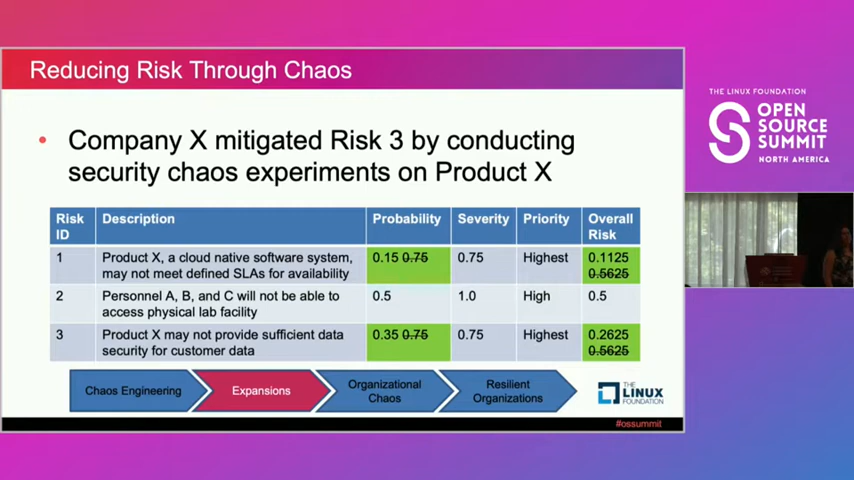 Reducing Risk Through Chaos
THE LINUX FOUNDATION
OPEN
SOURCE
SUMMIT
NORTH AMERICA
• Company X mitigated Risk 3 by conducting
security chaos experiments on Product X
Risk ID Description Probability Severity Priority Overall Risk
1 Product X, a cloud native software system, may not meet defined SLAs for availability 0.15 0.75 0.75 Highest 0.1125 0.5625
2 Personnel A, B, and C will not be able to access physical lab facility 0.5 1.0 High 0.5
3 Product X may not provide sufficient data security for customer data 0.35 0.75 0.75 Highest 0.2625 0.5625
Chaos Engineering
Expansions
Organizational
Chaos
Resilient
Organizations
THE
LINUX
FOUNDATION
#ossummit